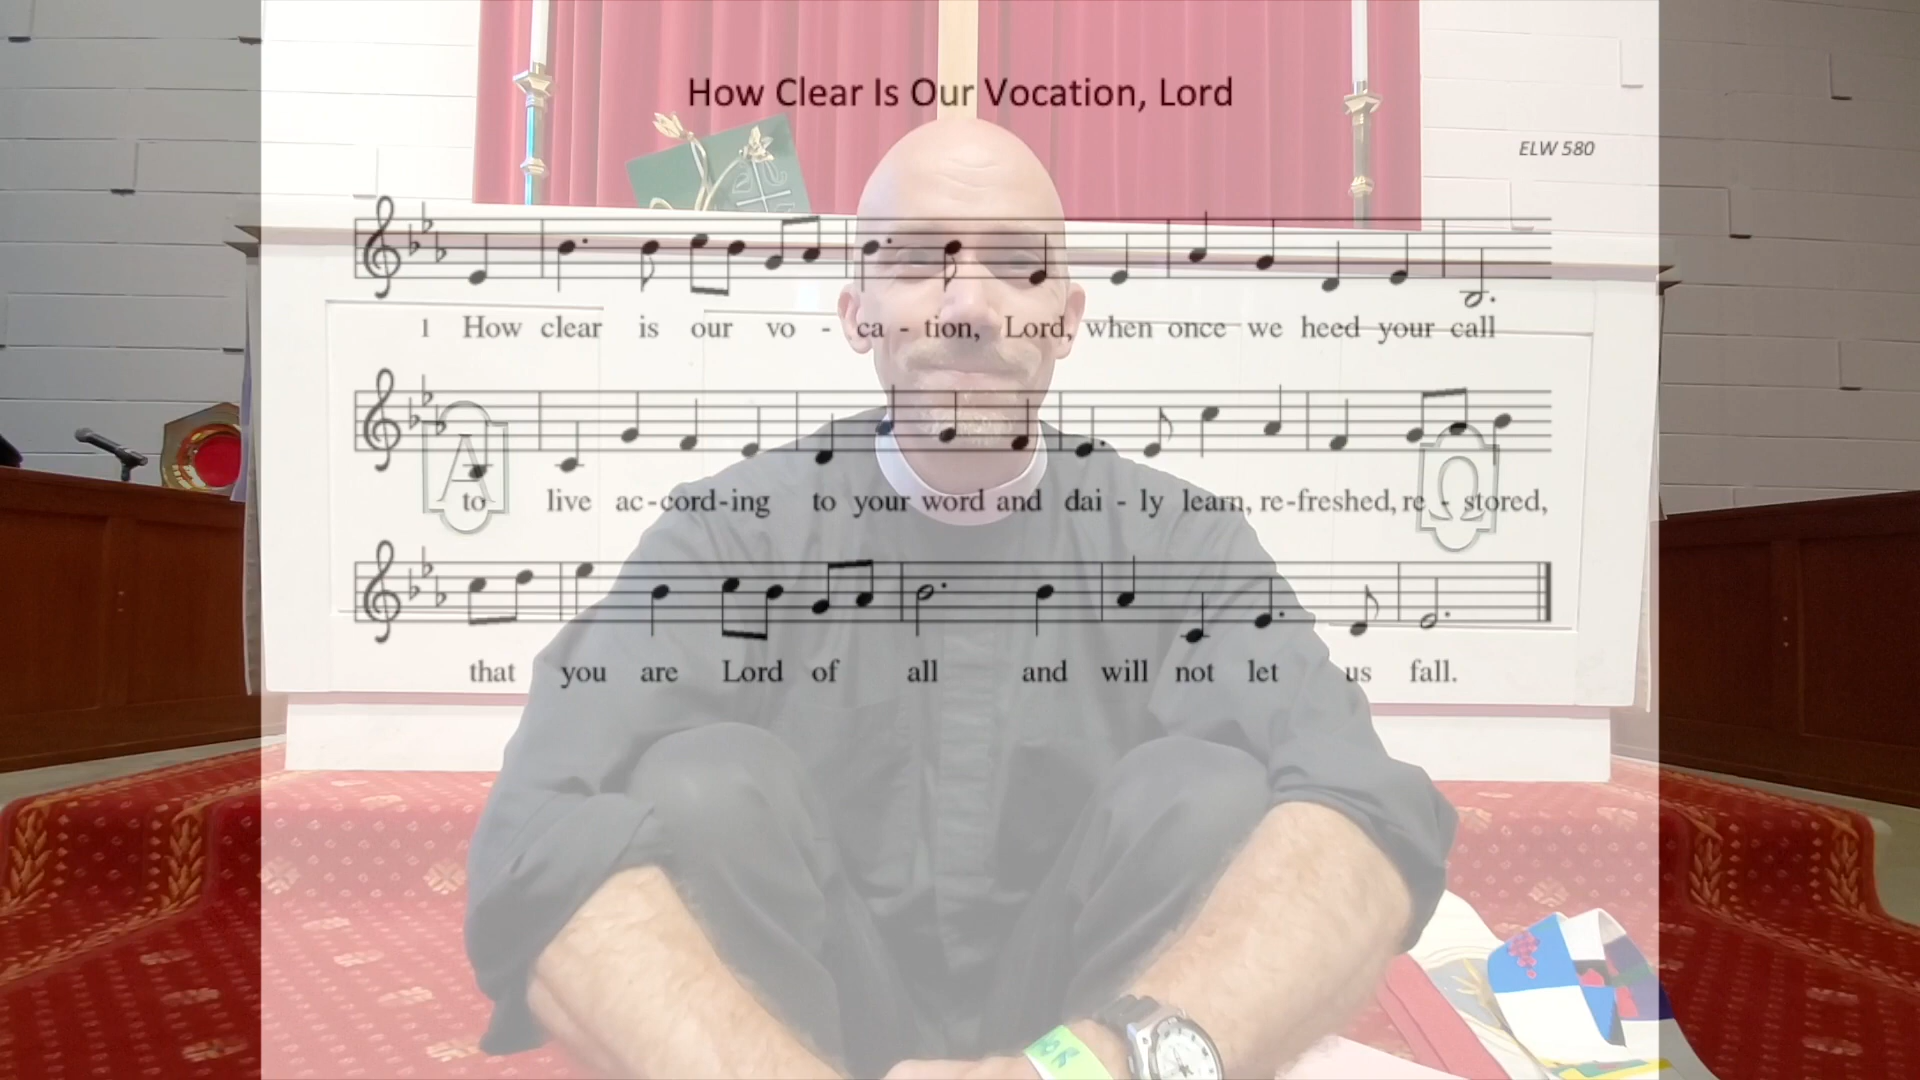 How Clear Is Our Vocation, Lord
ELW 580
1 How clear is our vo - ca - tion, Lord, when once we heed your call
to live ac-cord-ing to your word and dai - ly learn, re-freshed, re - stored,
that you are Lord of all and will not let us fall.
A Ω